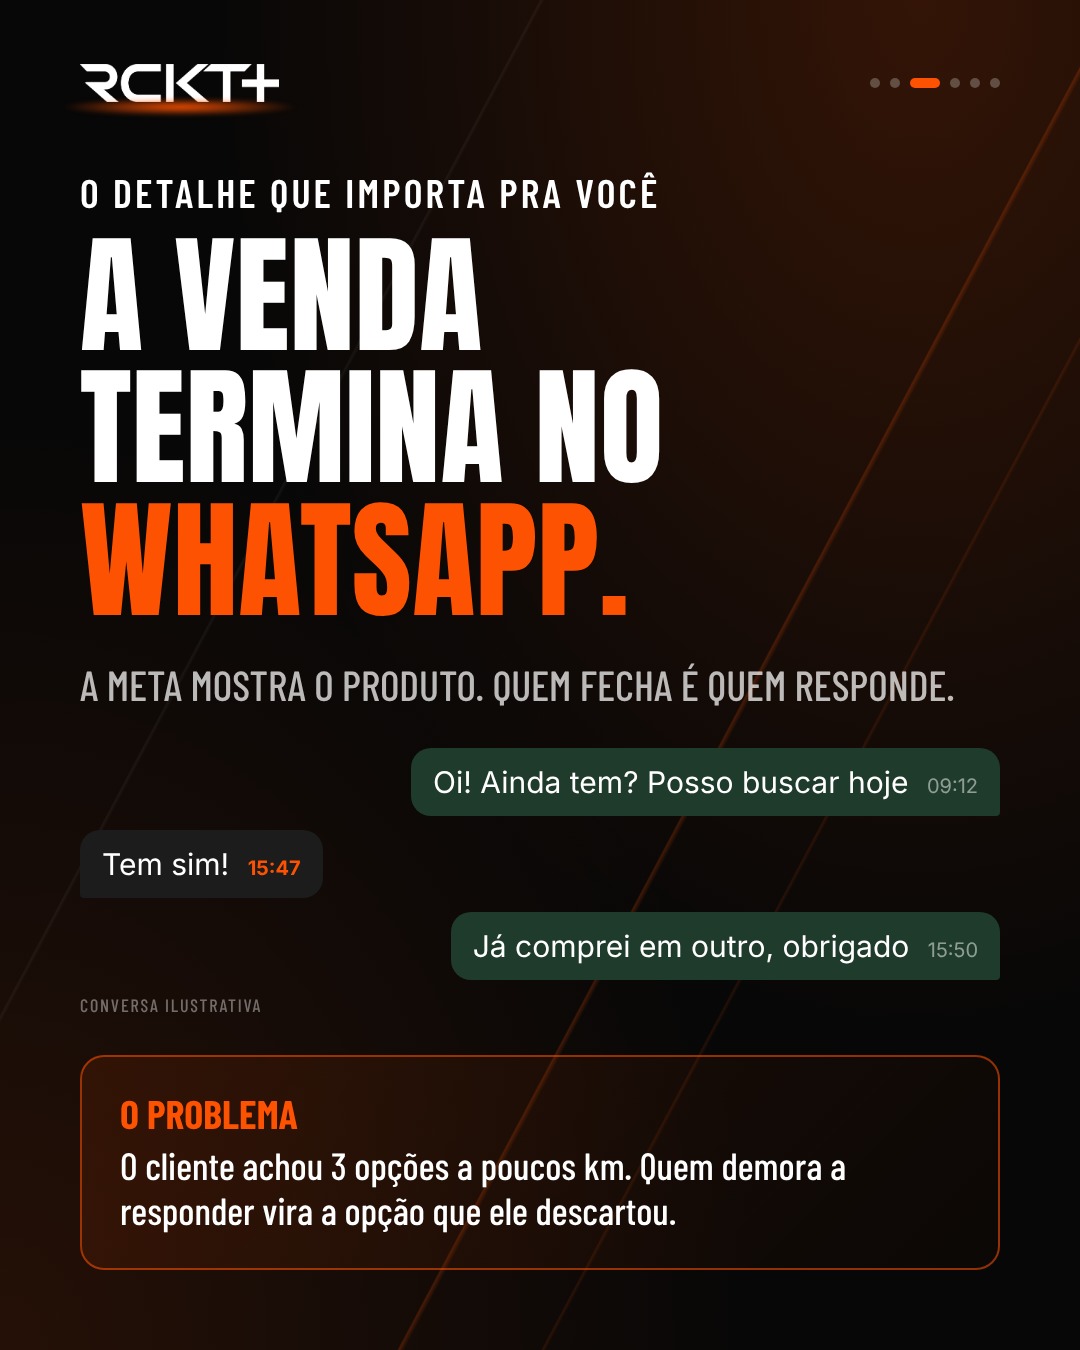 RCKT+
O DETALHE QUE IMPORTA PRA VOCÊ
A VENDA
TERMINA NO
WHATSAPP.
A META MOSTRA O PRODUTO. QUEM FECHA É QUEM RESPONDE.
Oi! Ainda tem? Posso buscar hoje 09:12
Tem sim! 15:47
Já comprei em outro, obrigado 15:50
CONVERSA ILUSTRATIVA
O PROBLEMA
O cliente achou 3 opções a poucos km. Quem demora a
responder vira a opção que ele descartou.